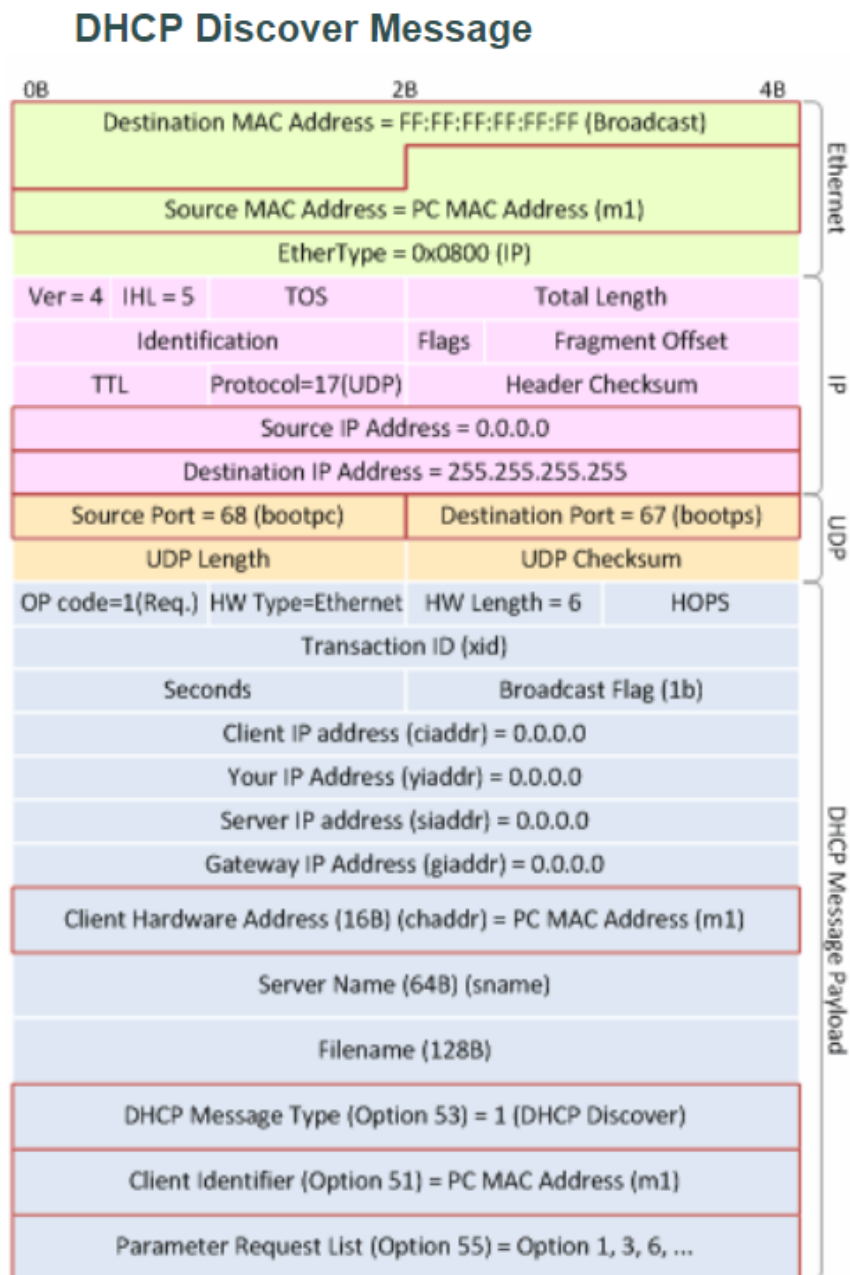 DHCP Discover Message
0B 2B 4B
Destination MAC Address = FF:FF:FF:FF:FF:FF (Broadcast)
Source MAC Address = PC MAC Address (m1)
EtherType = 0x0800 (IP)
Ethernet
Ver = 4 IHL = 5 TOS Total Length
Identification Flags Fragment Offset
TTL Protocol=17(UDP) Header Checksum
Source IP Address = 0.0.0.0
Destination IP Address = 255.255.255.255
IP
Source Port = 68 (bootpc) Destination Port = 67 (bootps)
UDP Length UDP Checksum
UDP
OP code=1(Req.) HW Type=Ethernet HW Length = 6 HOPS
Transaction ID (xid)
Seconds Broadcast Flag (1b)
Client IP address (ciaddr) = 0.0.0.0
Your IP Address (yiaddr) = 0.0.0.0
Server IP address (siaddr) = 0.0.0.0
Gateway IP Address (giaddr) = 0.0.0.0
Client Hardware Address (16B) (chaddr) = PC MAC Address (m1)
Server Name (64B) (sname)
Filename (128B)
DHCP Message Type (Option 53) = 1 (DHCP Discover)
Client Identifier (Option 51) = PC MAC Address (m1)
Parameter Request List (Option 55) = Option 1, 3, 6, ...
DHCP Message Payload